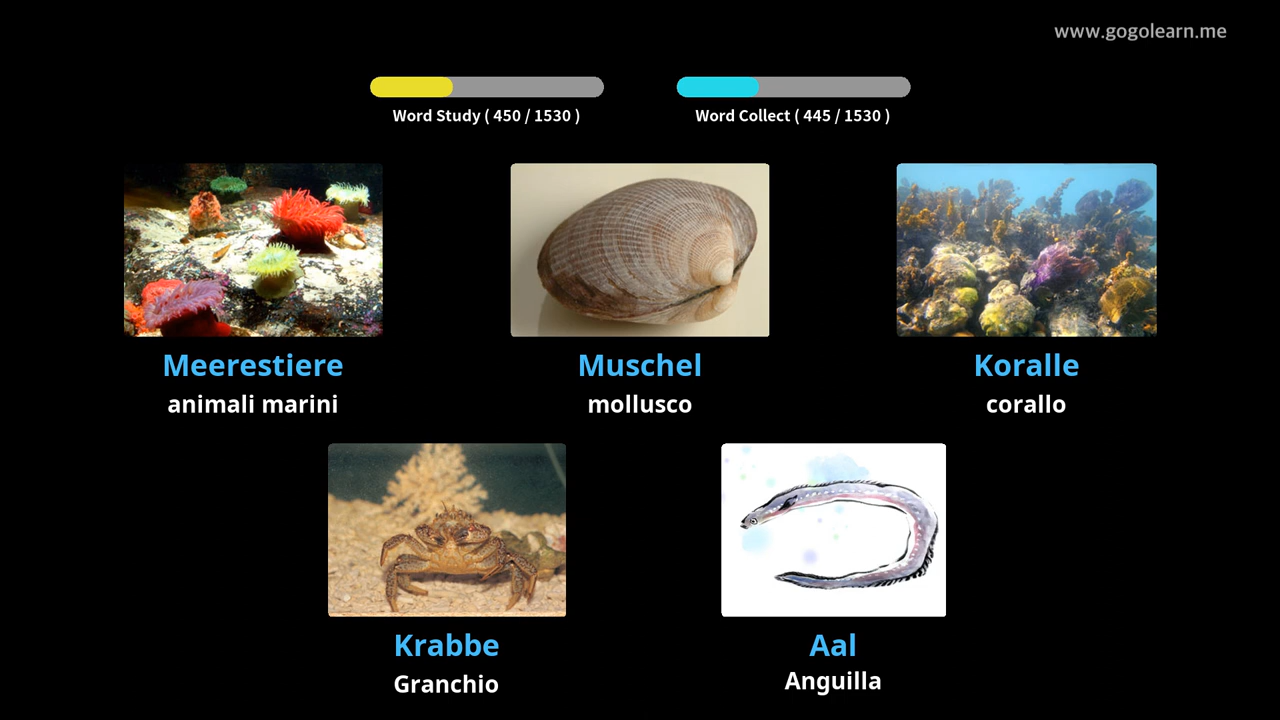 www.gogolearn.me
Word Study ( 450 / 1530 )
Word Collect ( 445 / 1530 )
Meerestiere
animali marini
Muschel
mollusco
Koralle
corallo
Krabbe
Granchio
Aal
Anguilla